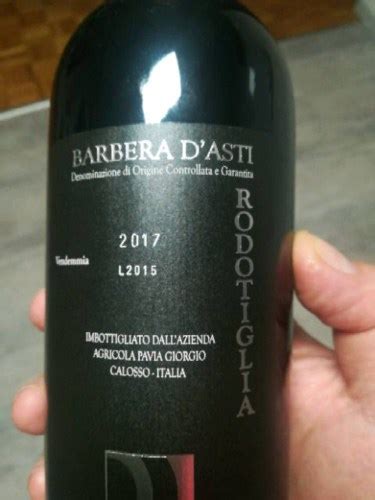 BARBERA D'ASTI
Denominazione di Origine Controllata e Garantita
RODOTIGLIA
2017
Vendemmia
L2015
IMBOTTIGLIATO DALL'AZIENDA
AGRICOLA PAVIA GIORGIO
CALOSSO - ITALIA